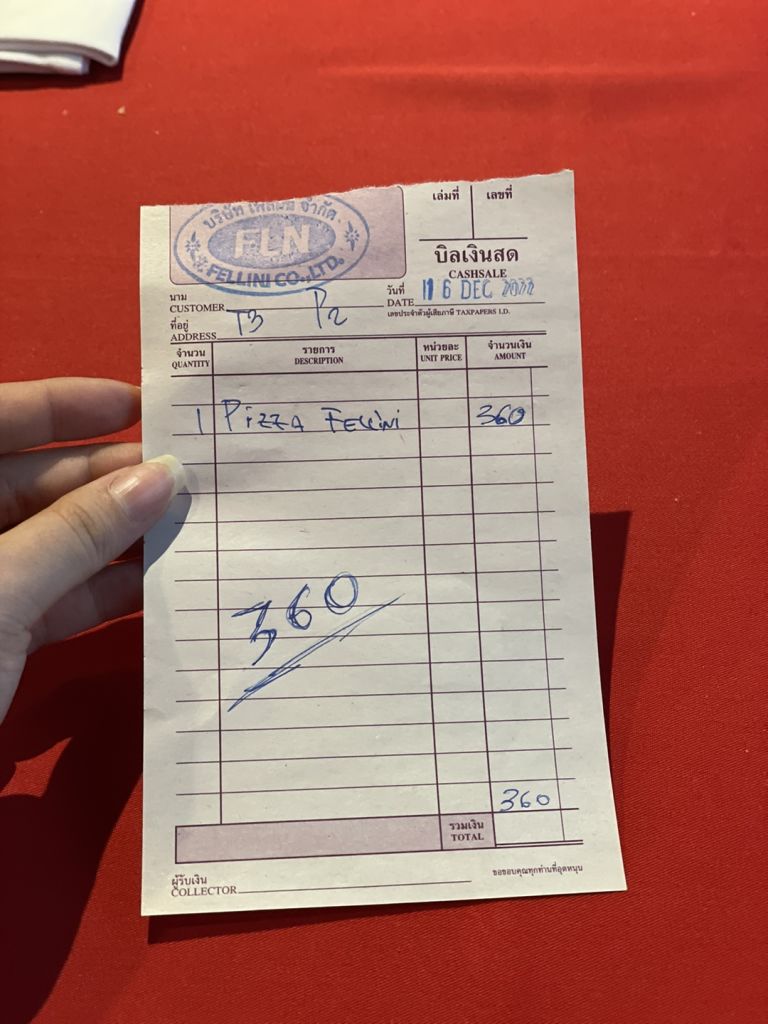 บริษัท เฟลลินี จำกัด
FLN
FELLINI CO.,LTD.
เล่มที่ เลขที่
บิลเงินสด
CASHSALE
นาม
CUSTOMER T3 P2
วันที่
DATE 16 DEC 2022
เลขประจำตัวผู้เสียภาษี TAXPAPERS I.D.
ที่อยู่
ADDRESS
จำนวน รายการ หน่วยละ จำนวนเงิน
QUANTITY DESCRIPTION UNIT PRICE AMOUNT
1 PIZZA FELLINI 360
360
360
รวมเงิน
TOTAL
ผู้รับเงิน
COLLECTOR
ขอขอบคุณทุกท่านที่อุดหนุน